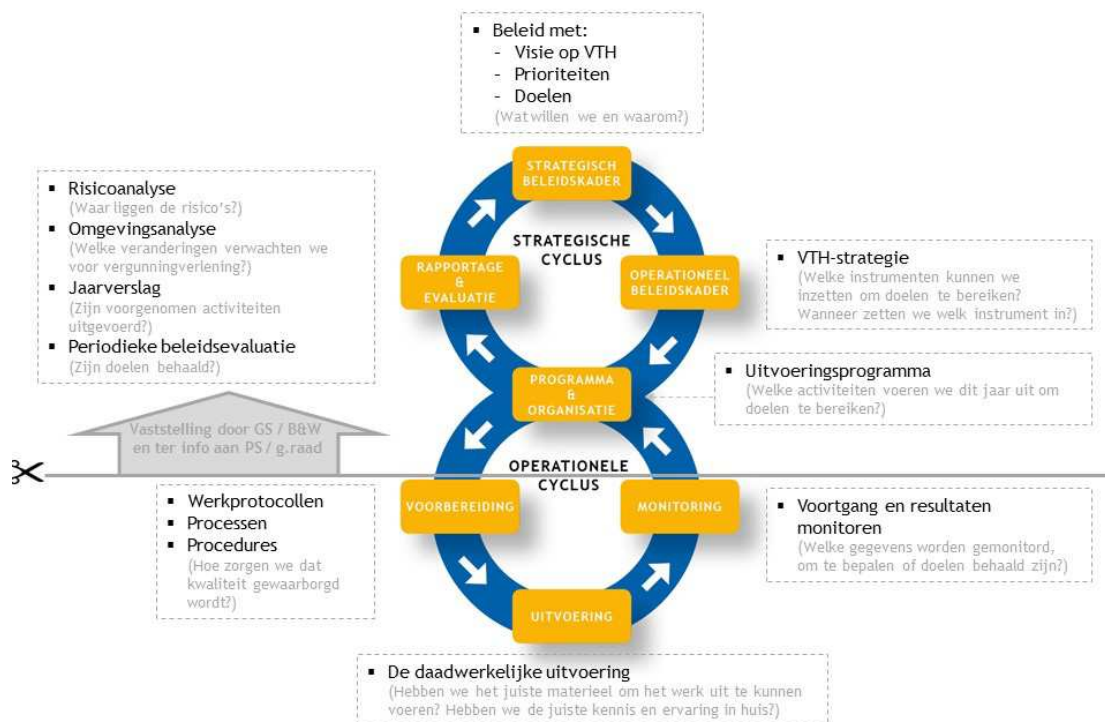 ▪ Beleid met:
- Visie op VTH
- Prioriteiten
- Doelen
(Wat willen we en waarom?)
STRATEGISCH
BELEIDSKADER
▪ Risicoanalyse
(Waar liggen de risico's?)
▪ Omgevingsanalyse
(Welke veranderingen verwachten we
voor vergunningverlening?)
▪ Jaarverslag
(Zijn voorgenomen activiteiten
uitgevoerd?)
▪ Periodieke beleidsevaluatie
(Zijn doelen behaald?)
STRATEGISCHE
CYCLUS
RAPPORTAGE
&
EVALUATIE
OPERATIONEEL
BELEIDSKADER
▪ VTH-strategie
(Welke instrumenten kunnen we
inzetten om doelen te bereiken?
Wanneer zetten we welk instrument in?)
PROGRAMMA
&
ORGANISATIE
▪ Uitvoeringsprogramma
(Welke activiteiten voeren we dit jaar uit om
doelen te bereiken?)
Vaststelling door GS / B&W
en ter info aan PS / g.raad
OPERATIONELE
CYCLUS
▪ Werkprotocollen
▪ Processen
▪ Procedures
(Hoe zorgen we dat
kwaliteit gewaarborgd
wordt?)
VOORBEREIDING
MONITORING
▪ Voortgang en resultaten
monitoren
(Welke gegevens worden gemonitord,
om te bepalen of doelen behaald zijn?)
UITVOERING
▪ De daadwerkelijke uitvoering
(Hebben we het juiste materieel om het werk uit te kunnen
voeren? Hebben we de juiste kennis en ervaring in huis?)